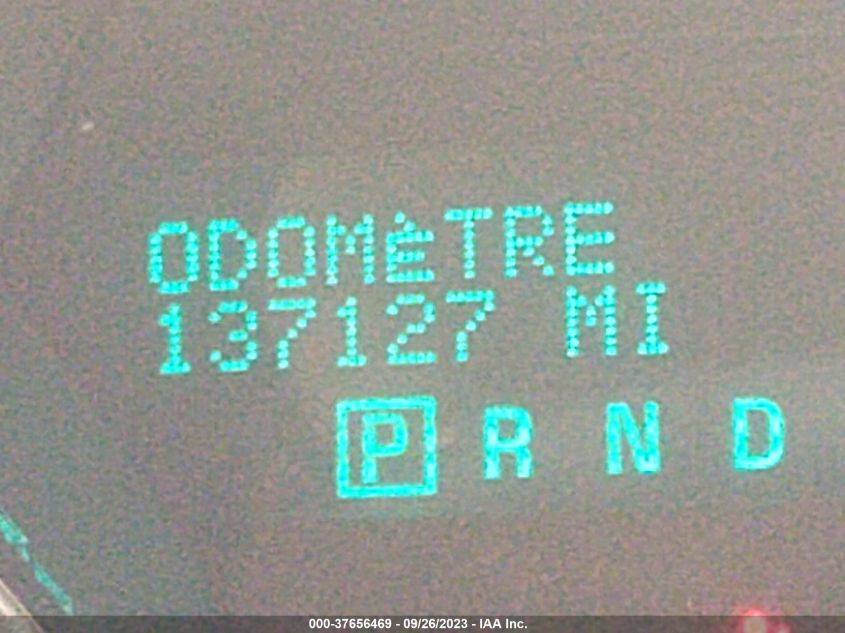 ODOMÈTRE
137127 MI
P R N D
000-37656469 - 09/26/2023 - IAA Inc.